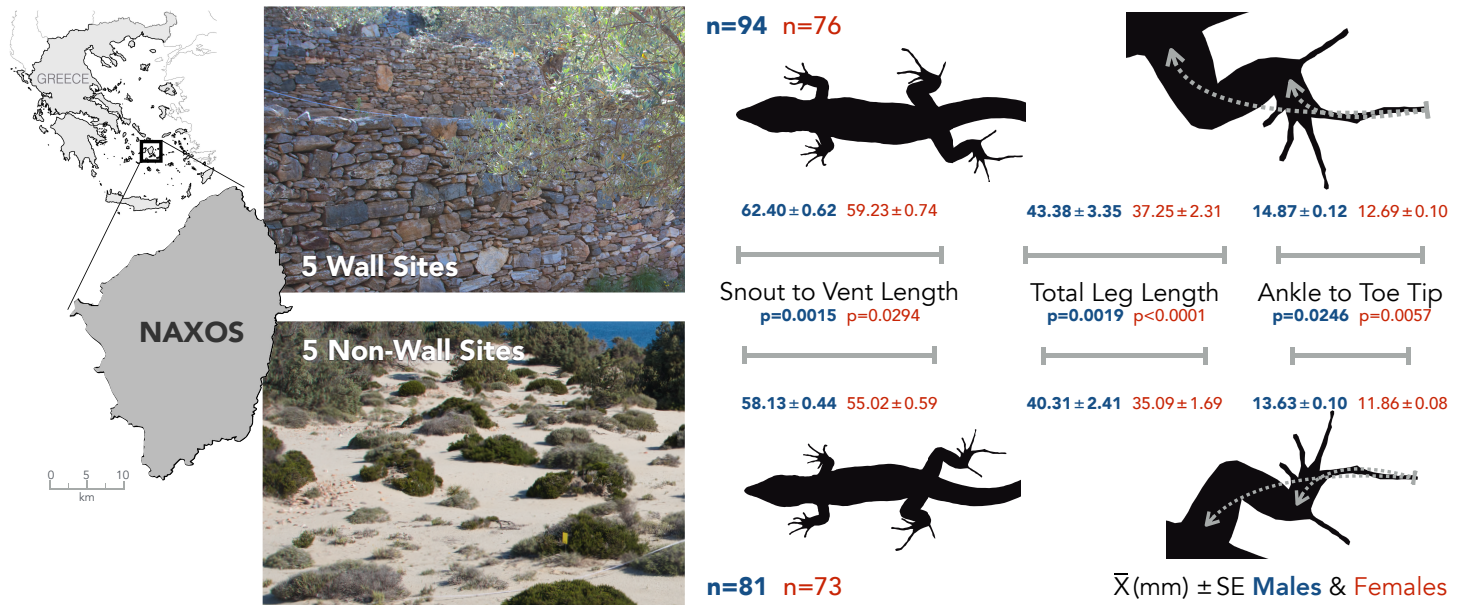 GREECE
NAXOS
0 5 10
km
5 Wall Sites
5 Non-Wall Sites
n=94 n=76
62.40 ± 0.62 59.23 ± 0.74
43.38 ± 3.35 37.25 ± 2.31
14.87 ± 0.12 12.69 ± 0.10
Snout to Vent Length
p=0.0015 p=0.0294
Total Leg Length
p=0.0019 p<0.0001
Ankle to Toe Tip
p=0.0246 p=0.0057
58.13 ± 0.44 55.02 ± 0.59
40.31 ± 2.41 35.09 ± 1.69
13.63 ± 0.10 11.86 ± 0.08
n=81 n=73
X̅(mm) ± SE Males & Females